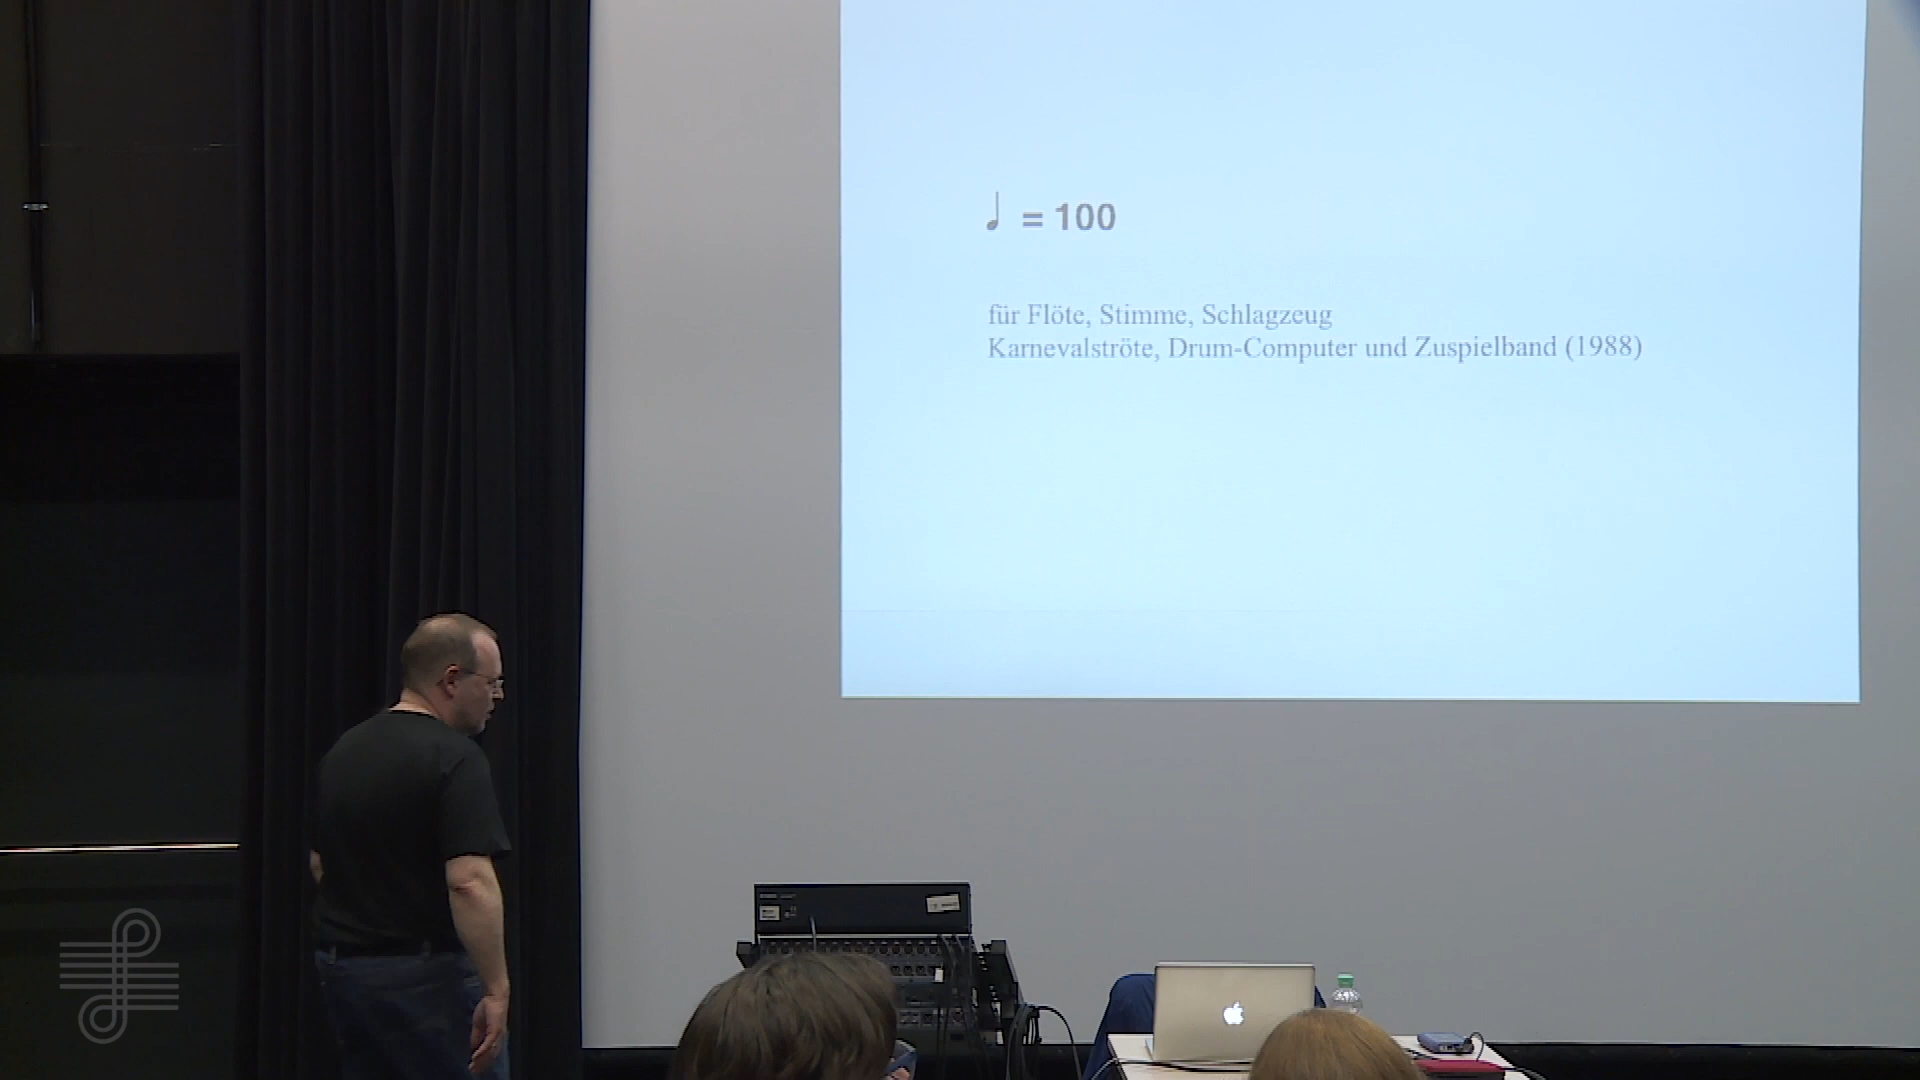 ♩ = 100
für Flöte, Stimme, Schlagzeug
Karnevalströte, Drum-Computer und Zuspielband (1988)